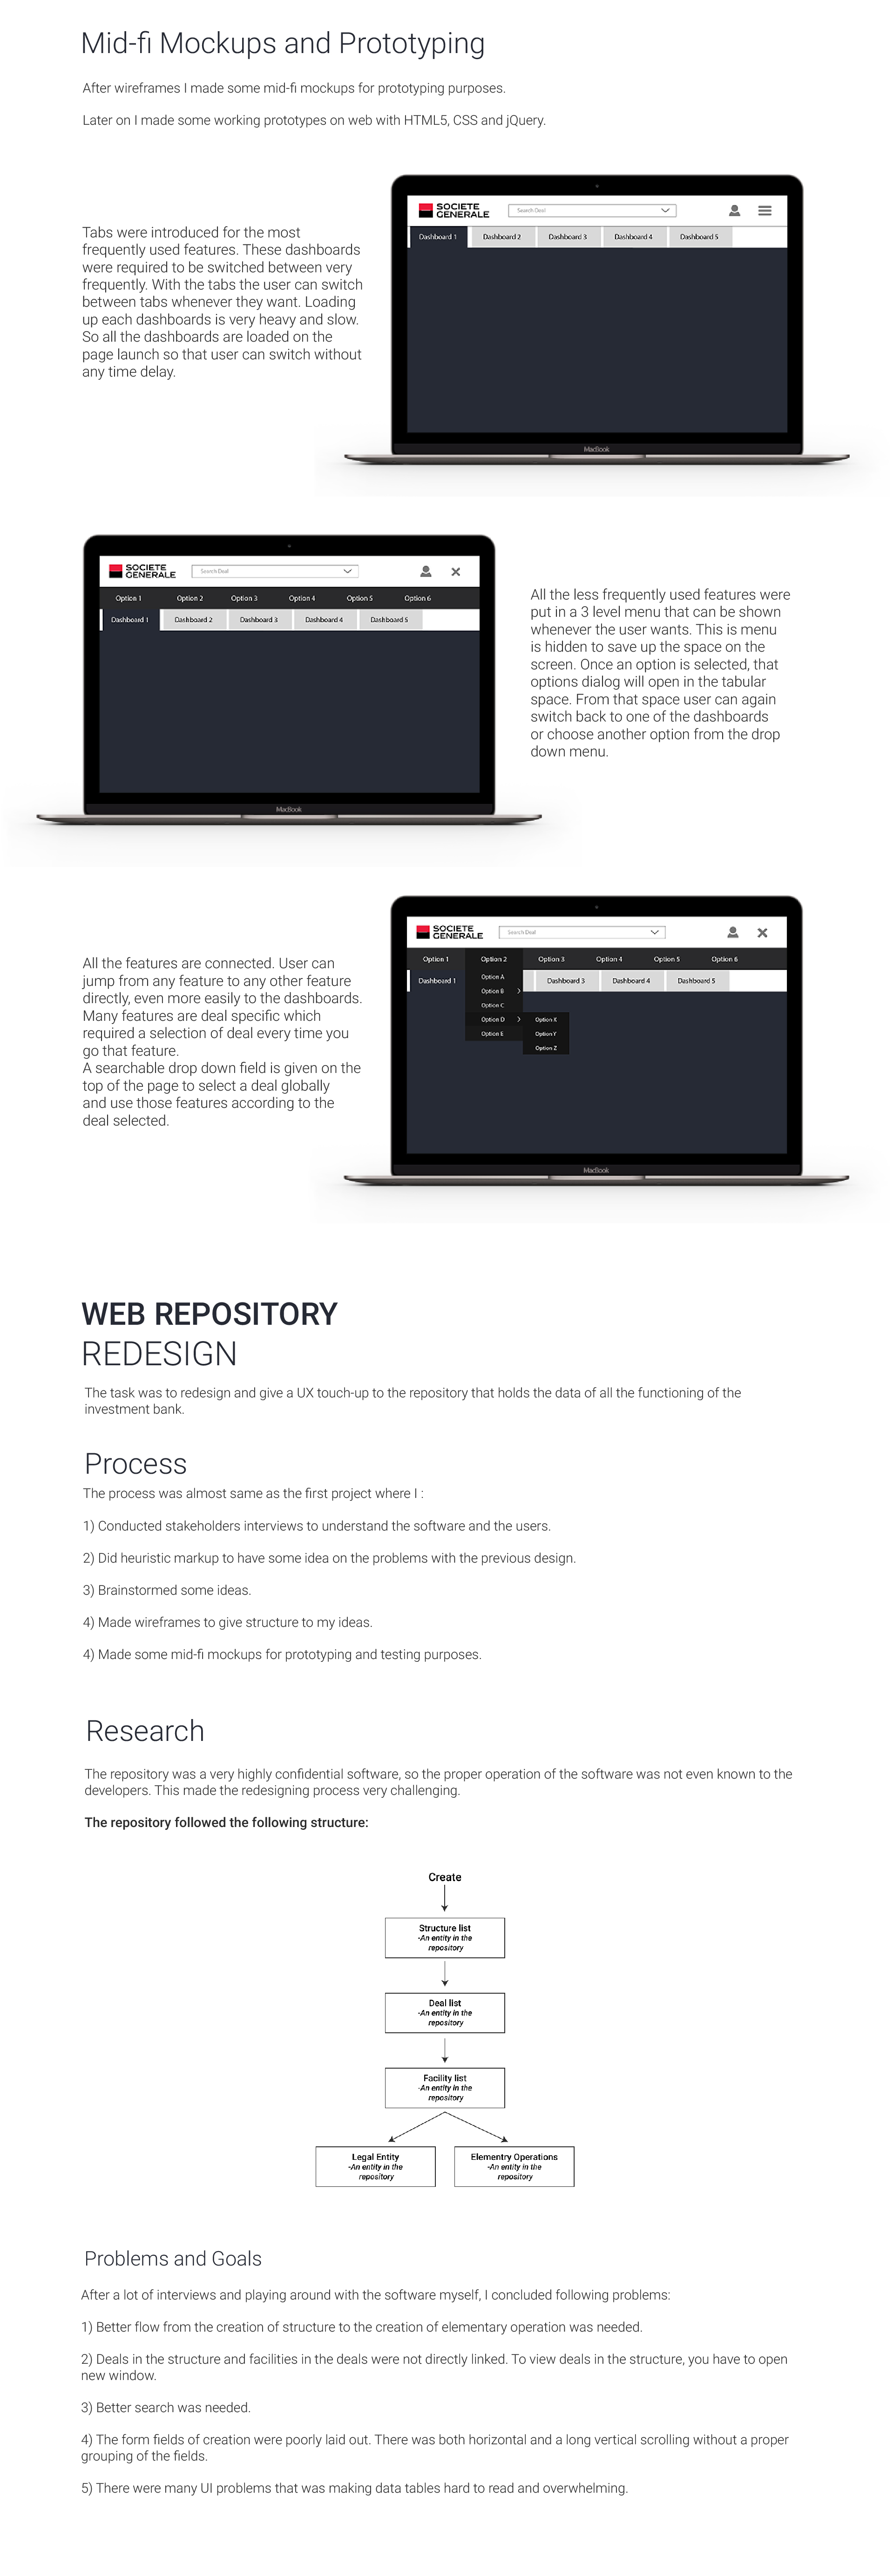 Mid-fi Mockups and Prototyping
After wireframes I made some mid-fi mockups for prototyping purposes.
Later on I made some working prototypes on web with HTML5, CSS and jQuery.
Tabs were introduced for the most
frequently used features. These dashboards
were required to be switched between very
frequently. With the tabs the user can switch
between tabs whenever they want. Loading
up each dashboards is very heavy and slow.
So all the dashboards are loaded on the
page launch so that user can switch without
any time delay.
SOCIETE
GENERALE
Search Deal
Dashboard 1 Dashboard 2 Dashboard 3 Dashboard 4 Dashboard 5
MacBook
SOCIETE
GENERALE
Search Deal
Option 1 Option 2 Option 3 Option 4 Option 5 Option 6
Dashboard 1 Dashboard 2 Dashboard 3 Dashboard 4 Dashboard 5
MacBook
All the less frequently used features were
put in a 3 level menu that can be shown
whenever the user wants. This is menu
is hidden to save up the space on the
screen. Once an option is selected, that
options dialog will open in the tabular
space. From that space user can again
switch back to one of the dashboards
or choose another option from the drop
down menu.
All the features are connected. User can
jump from any feature to any other feature
directly, even more easily to the dashboards.
Many features are deal specific which
required a selection of deal every time you
go that feature.
A searchable drop down field is given on the
top of the page to select a deal globally
and use those features according to the
deal selected.
SOCIETE
GENERALE
Search Deal
Option 1 Option 2 Option 3 Option 4 Option 5 Option 6
Dashboard 1 Dashboard 3 Dashboard 4 Dashboard 5
Option A
Option B
Option C
Option D Option X
Option E Option Y
Option Z
MacBook
WEB REPOSITORY
REDESIGN
The task was to redesign and give a UX touch-up to the repository that holds the data of all the functioning of the
investment bank.
Process
The process was almost same as the first project where I :
1) Conducted stakeholders interviews to understand the software and the users.
2) Did heuristic markup to have some idea on the problems with the previous design.
3) Brainstormed some ideas.
4) Made wireframes to give structure to my ideas.
4) Made some mid-fi mockups for prototyping and testing purposes.
Research
The repository was a very highly confidential software, so the proper operation of the software was not even known to the
developers. This made the redesigning process very challenging.
The repository followed the following structure:
Create
Structure list
-An entity in the
repository
Deal list
-An entity in the
repository
Facility list
-An entity in the
repository
Legal Entity
-An entity in the
repository
Elementry Operations
-An entity in the
repository
Problems and Goals
After a lot of interviews and playing around with the software myself, I concluded following problems:
1) Better flow from the creation of structure to the creation of elementary operation was needed.
2) Deals in the structure and facilities in the deals were not directly linked. To view deals in the structure, you have to open
new window.
3) Better search was needed.
4) The form fields of creation were poorly laid out. There was both horizontal and a long vertical scrolling without a proper
grouping of the fields.
5) There were many UI problems that was making data tables hard to read and overwhelming.